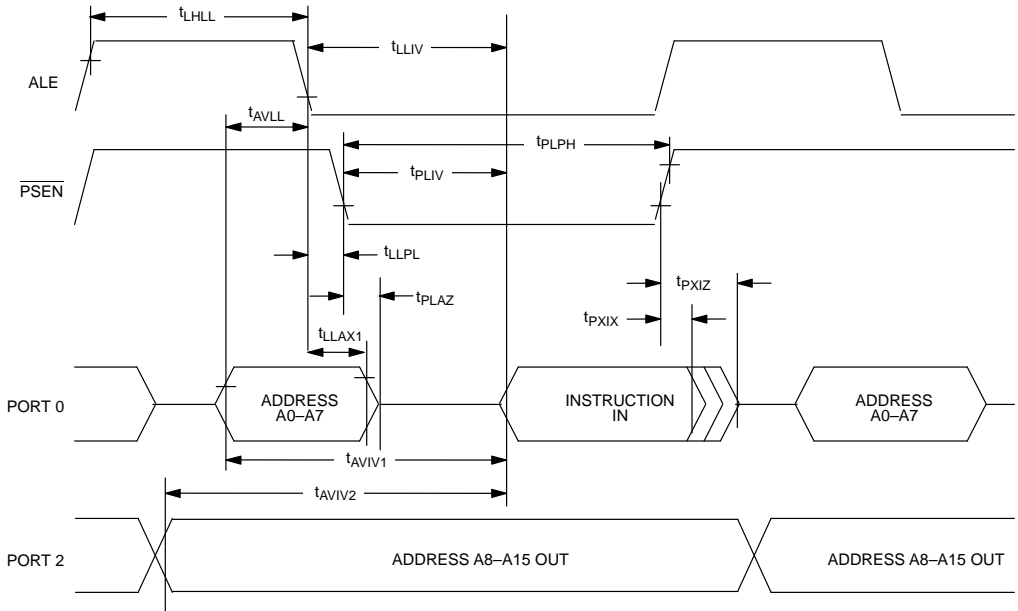 tLHLL
tLLIV
ALE
tAVLL
tPLPH
PSEN
tPLIV
tLLPL
tPLAZ
tPXIZ
tLLAX1
tPXIX
PORT 0
ADDRESS
A0–A7
INSTRUCTION
IN
ADDRESS
A0–A7
tAVIV1
tAVIV2
PORT 2
ADDRESS A8–A15 OUT
ADDRESS A8–A15 OUT